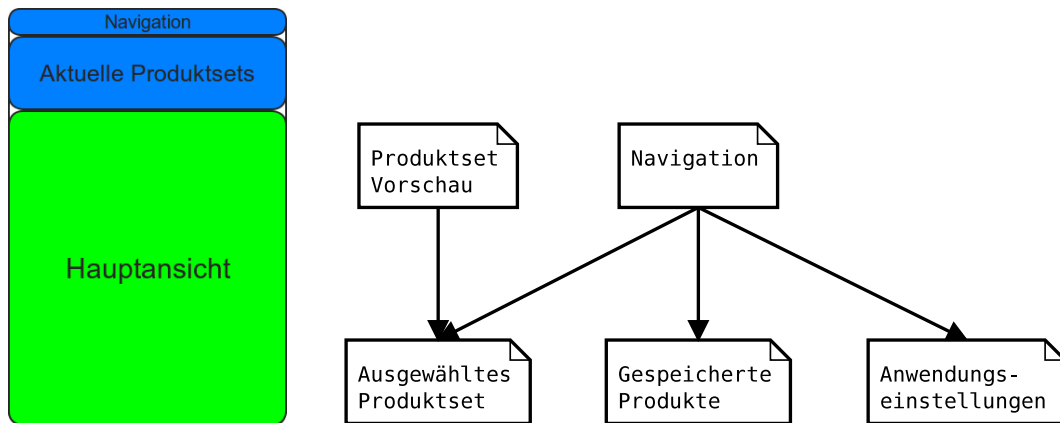 Navigation
Aktuelle Produktsets
Hauptansicht
Produktset
Vorschau
Navigation
Ausgewähltes
Produktset
Gespeicherte
Produkte
Anwendungs-
einstellungen